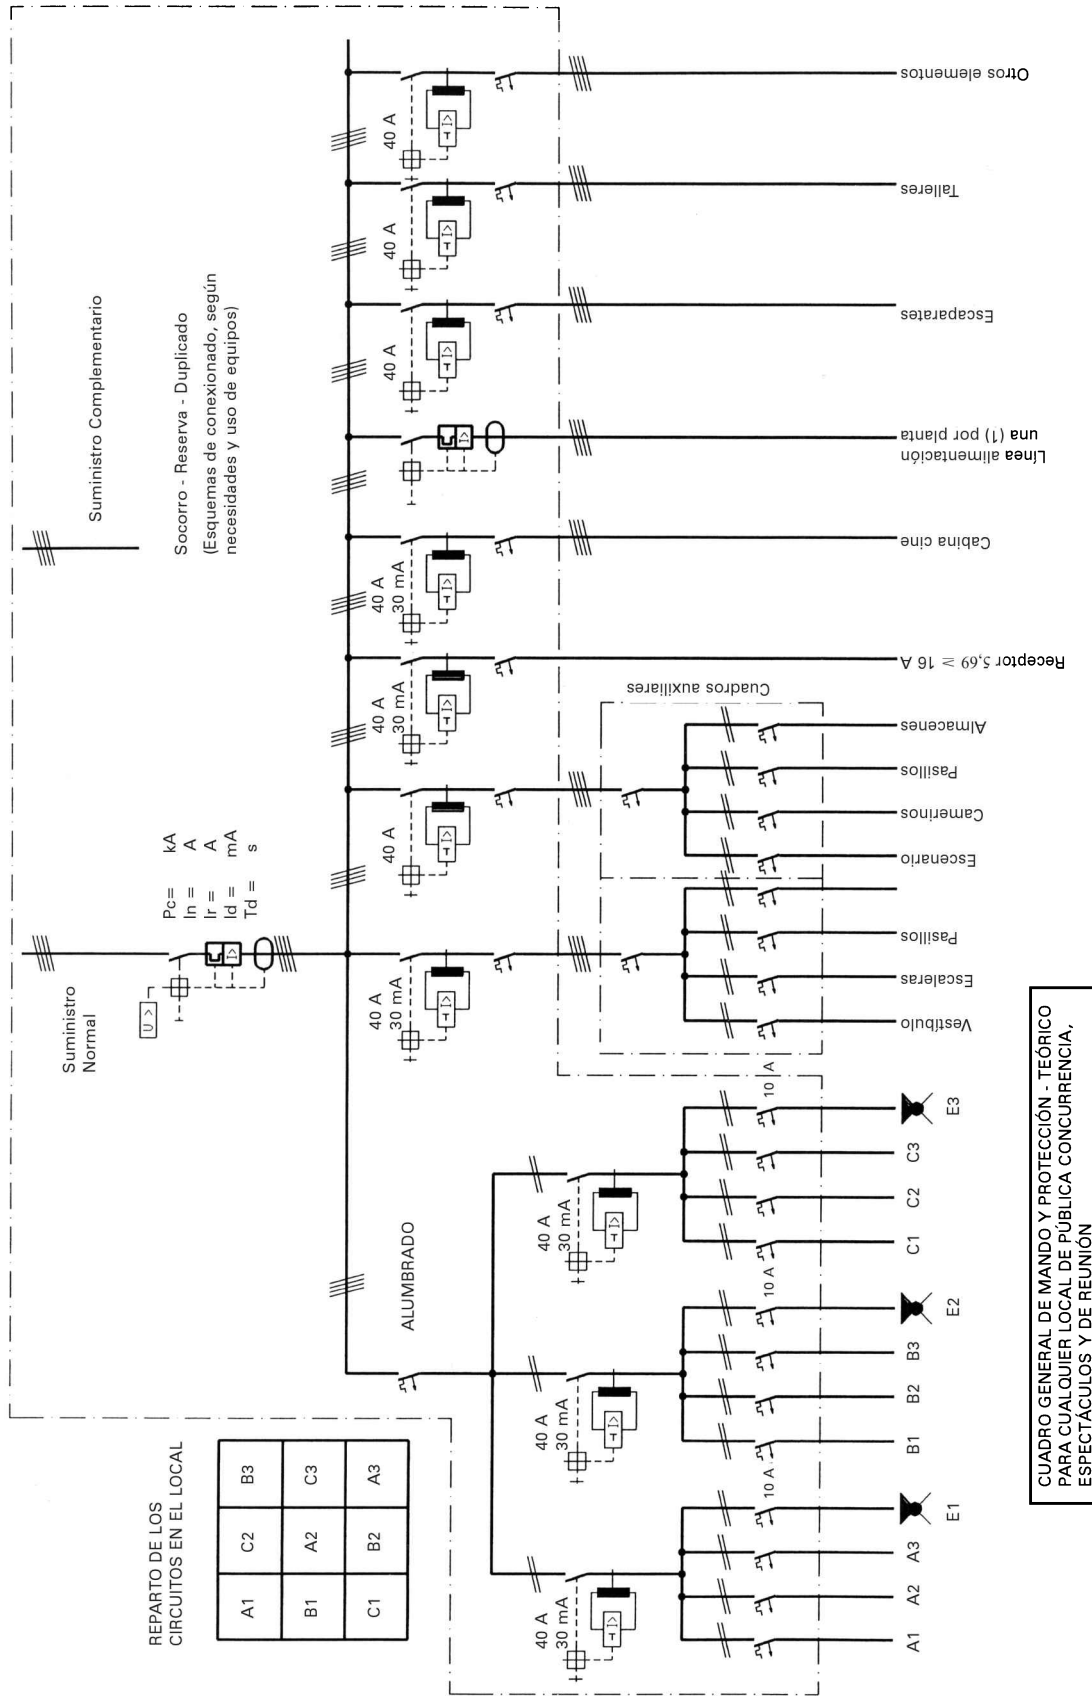 Suministro
Normal
U >
Pc= kA
In = A
Ir = A
Id = mA
Td = s
I>
Suministro Complementario
Socorro - Reserva - Duplicado
(Esquemas de conexionado, según
necesidades y uso de equipos)
REPARTO DE LOS
CIRCUITOS EN EL LOCAL
A1 C2 B3
B1 A2 C3
C1 B2 A3
ALUMBRADO
40 A
30 mA
T I>
40 A
30 mA
T I>
40 A
30 mA
T I>
40 A
30 mA
T I>
40 A
T I>
40 A
30 mA
T I>
40 A
30 mA
T I>
I>
40 A
T I>
40 A
T I>
40 A
T I>
10 A
10 A
10 A
Cuadros auxiliares
A1
A2
A3
E1
B1
B2
B3
E2
C1
C2
C3
E3
Vestíbulo
Escaleras
Pasillos
Escenario
Camerinos
Pasillos
Almacenes
Receptor 5,69 ≥ 16 A
Cabina cine
Línea alimentación
una (1) por planta
Escaparates
Talleres
Otros elementos
CUADRO GENERAL DE MANDO Y PROTECCIÓN - TEÓRICO
PARA CUALQUIER LOCAL DE PÚBLICA CONCURRENCIA,
ESPECTÁCULOS Y DE REUNIÓN